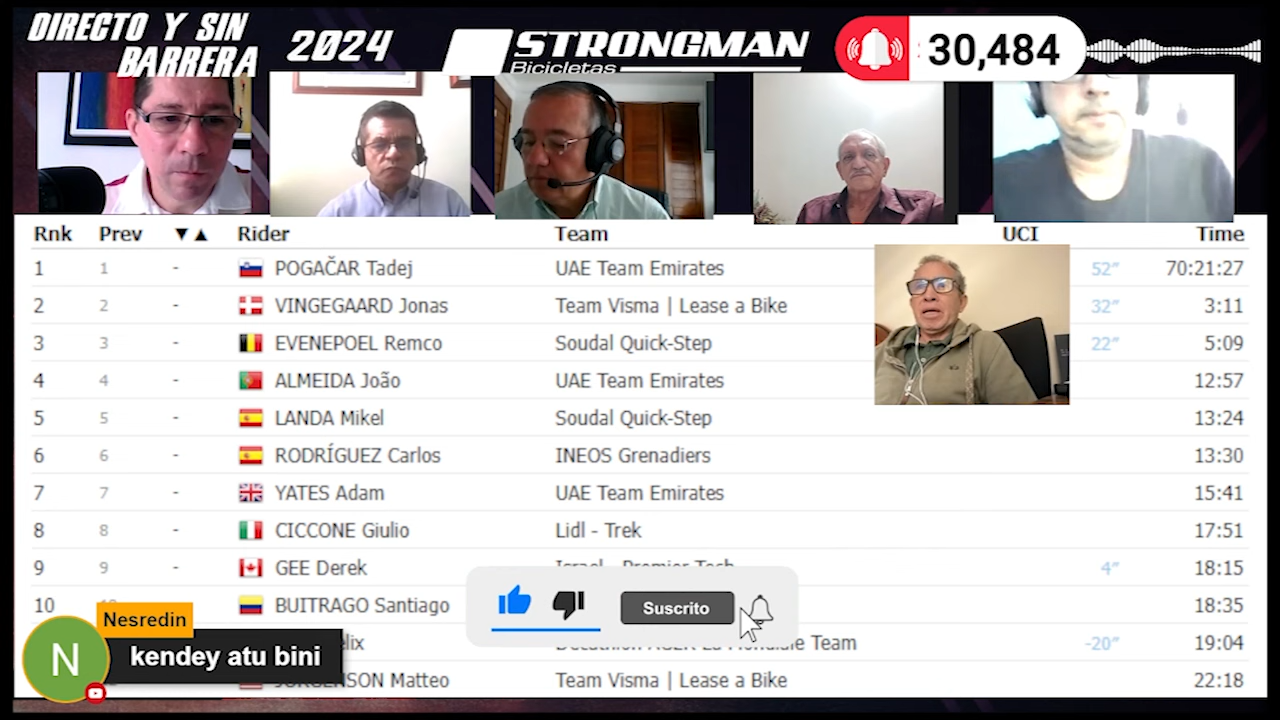 DIRECTO Y SIN
BARRERA
2024
STRONGMAN
Bicicletas
30,484
Rnk Prev ▼▲ Rider Team UCI Time
1 1 - POGAČAR Tadej UAE Team Emirates 52″ 70:21:27
2 2 - VINGEGAARD Jonas Team Visma | Lease a Bike 32″ 3:11
3 3 - EVENEPOEL Remco Soudal Quick-Step 22″ 5:09
4 4 - ALMEIDA João UAE Team Emirates 12:57
5 5 - LANDA Mikel Soudal Quick-Step 13:24
6 6 - RODRÍGUEZ Carlos INEOS Grenadiers 13:30
7 7 - YATES Adam UAE Team Emirates 15:41
8 8 - CICCONE Giulio Lidl - Trek 17:51
9 9 - GEE Derek Israel - Premier Tech 4″ 18:15
10 BUITRAGO Santiago 18:35
elix Team -20″ 19:04
JORGENSON Matteo Team Visma | Lease a Bike 22:18
Suscrito
Nesredin
N kendey atu bini